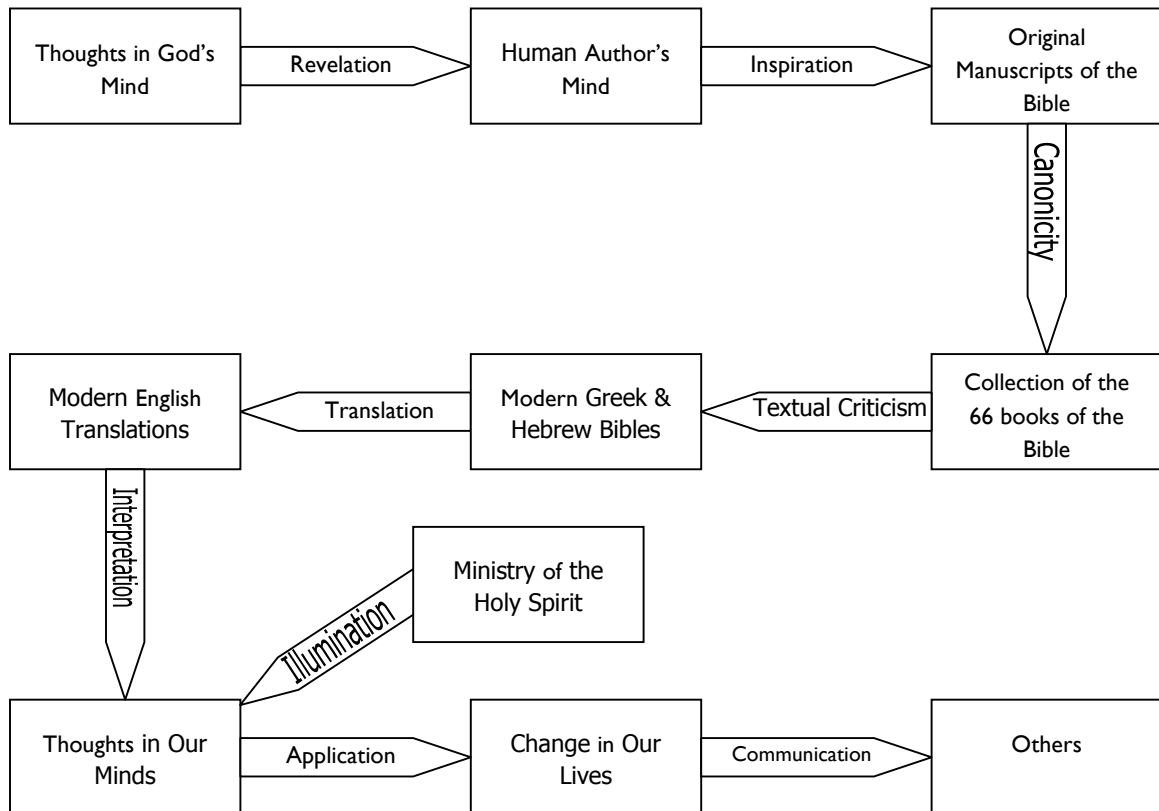 Thoughts in God's
Mind
Revelation
Human Author's
Mind
Inspiration
Original
Manuscripts of the
Bible
Canonicity
Collection of the
66 books of the
Bible
Textual Criticism
Modern Greek &
Hebrew Bibles
Translation
Modern English
Translations
Interpretation
Ministry of the
Holy Spirit
Illumination
Thoughts in Our
Minds
Application
Change in Our
Lives
Communication
Others